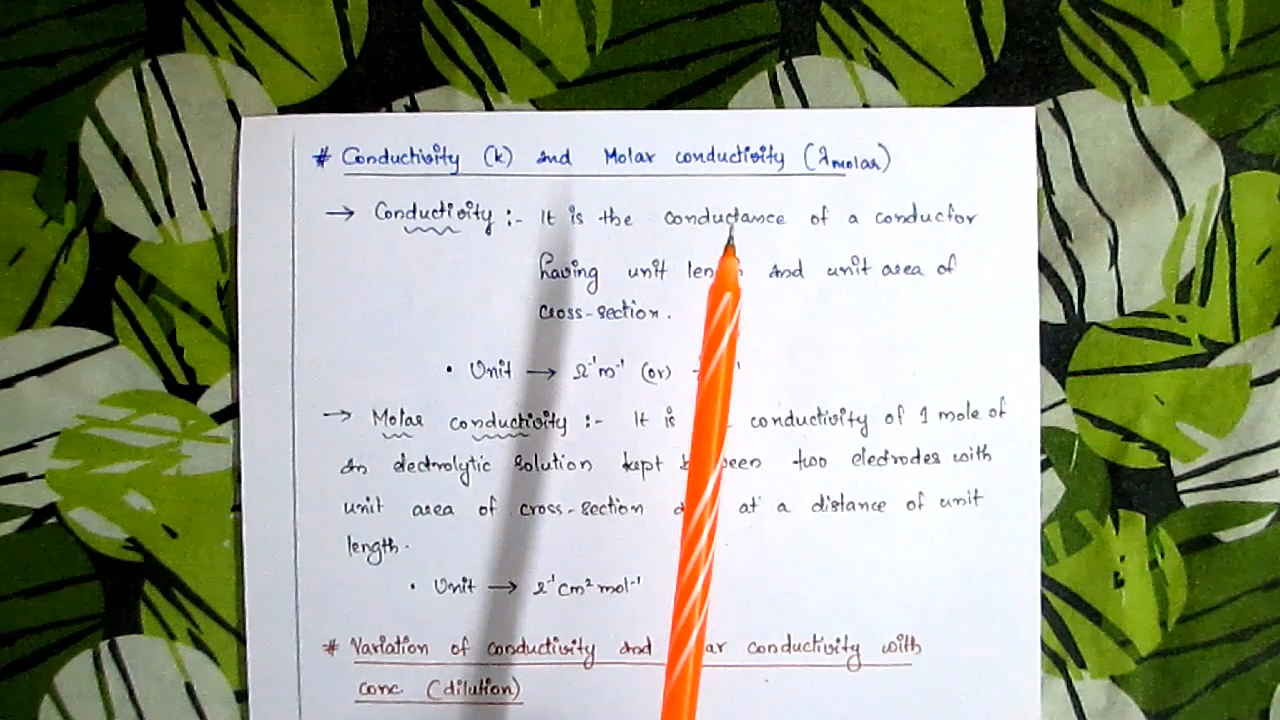 # Conductivity (k) and Molar conductivity (λmolar)
→ Conductivity :- It is the conductance of a conductor
having unit and unit area of
cross-section.
• Unit → Ω⁻¹m⁻¹ (or)
→ Molar conductivity :- It is conductivity of 1 mole of
an electrolytic solution kept two electrodes with
unit area of cross-section at a distance of unit
length.
• Unit → Ω⁻¹cm²mol⁻¹
# Variation of conductivity and conductivity with
conc. (dilution)